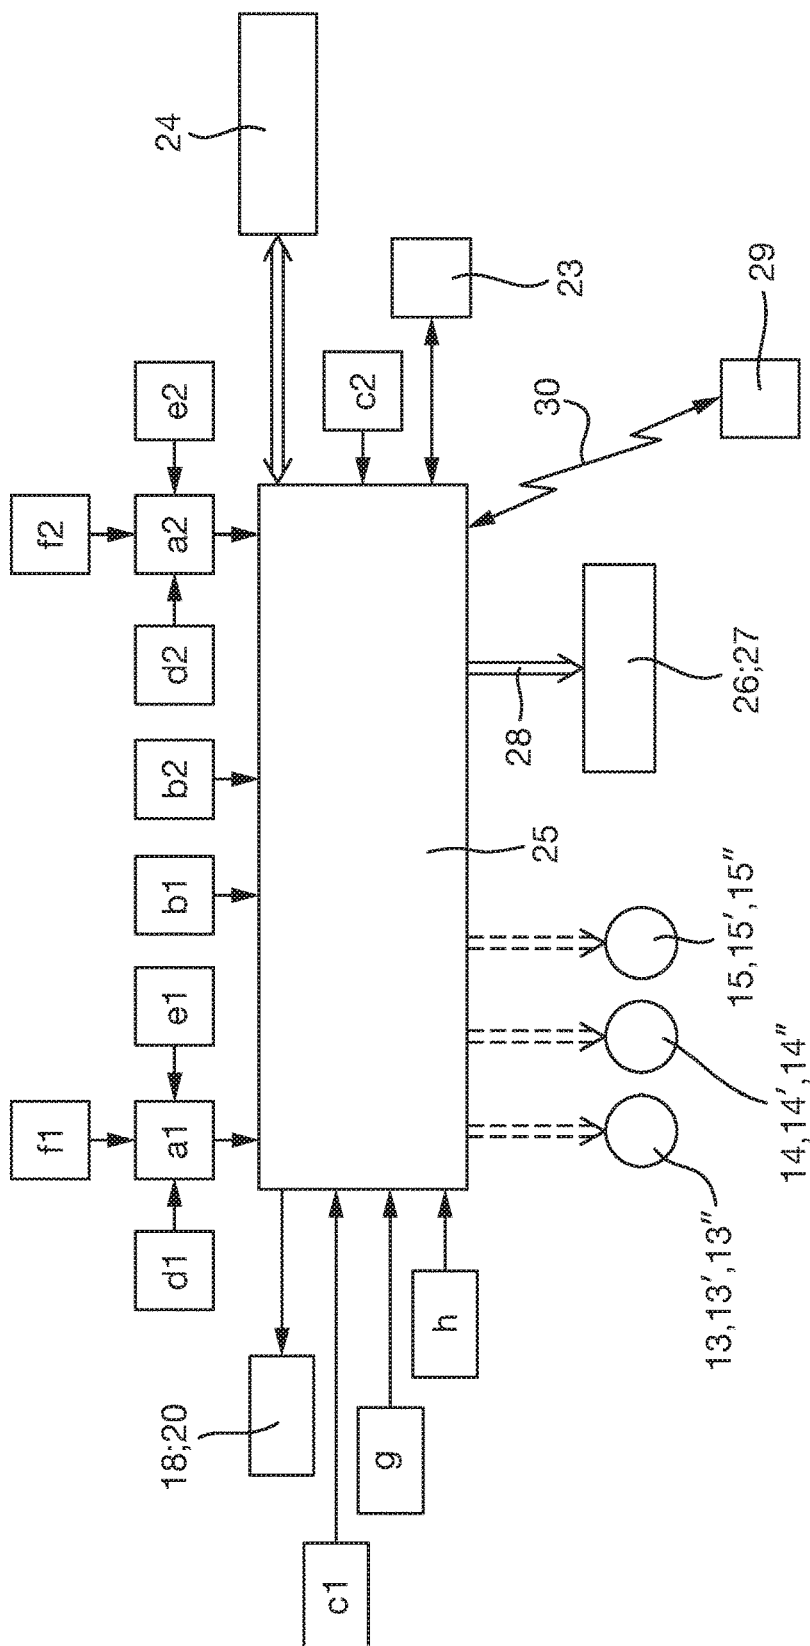 f1
f2
d1
a1
e1
b1
b2
d2
a2
e2
24
18;20
c1
g
h
25
c2
23
28
30
13,13′,13″
14,14′,14″
15,15′,15″
26;27
29